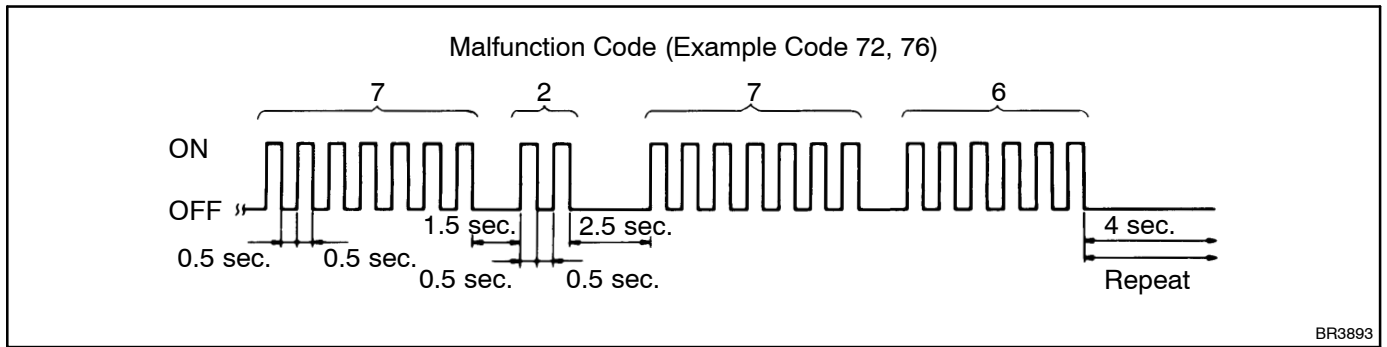 Malfunction Code (Example Code 72, 76)
7 2 7 6
ON
OFF
1.5 sec. 2.5 sec. 4 sec.
0.5 sec. 0.5 sec.
0.5 sec. 0.5 sec. Repeat
BR3893